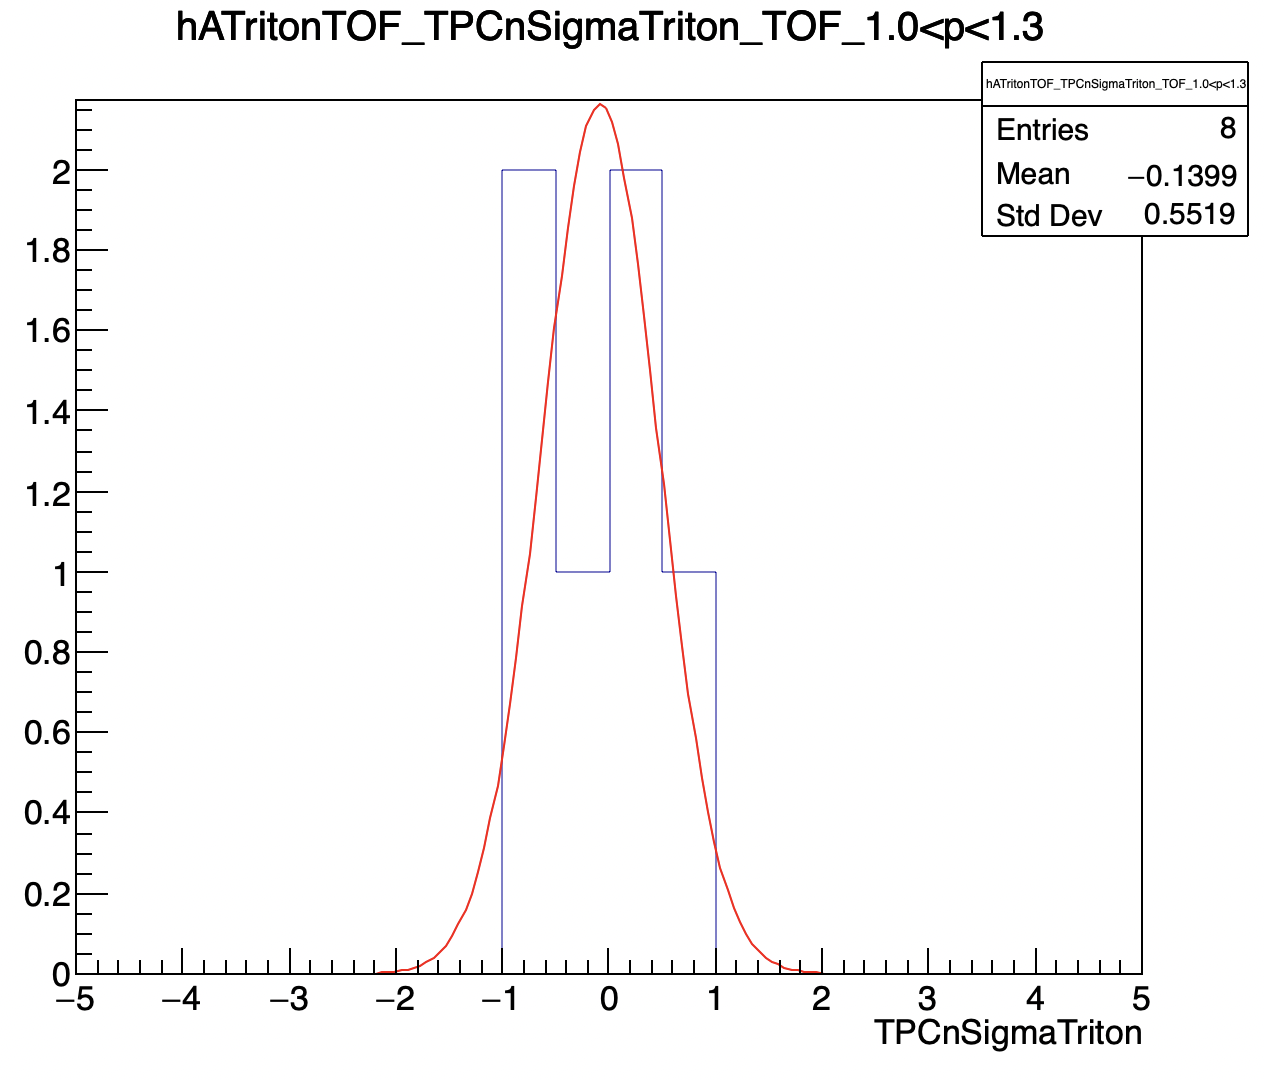 hATritonTOF_TPCnSigmaTriton_TOF_1.0<p<1.3
hATritonTOF_TPCnSigmaTriton_TOF_1.0<p<1.3
Entries 8
Mean −0.1399
Std Dev 0.5519
2
1.8
1.6
1.4
1.2
1
0.8
0.6
0.4
0.2
0
−5 −4 −3 −2 −1 0 1 2 3 4 5
TPCnSigmaTriton